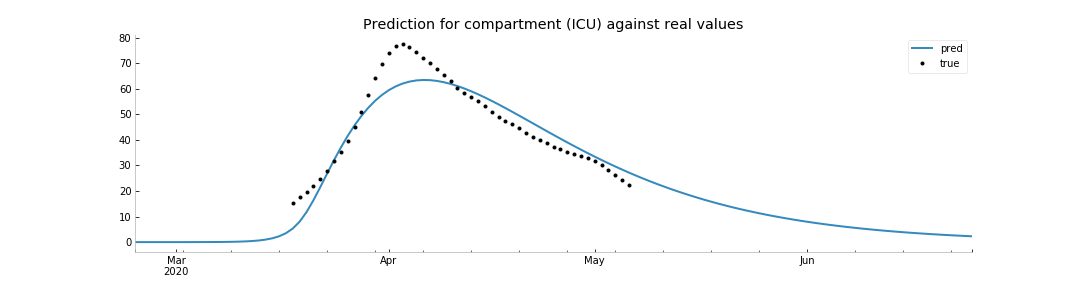 Prediction for compartment (ICU) against real values
80
70
60
50
40
30
20
10
0
pred
true
Mar
2020
Apr
May
Jun